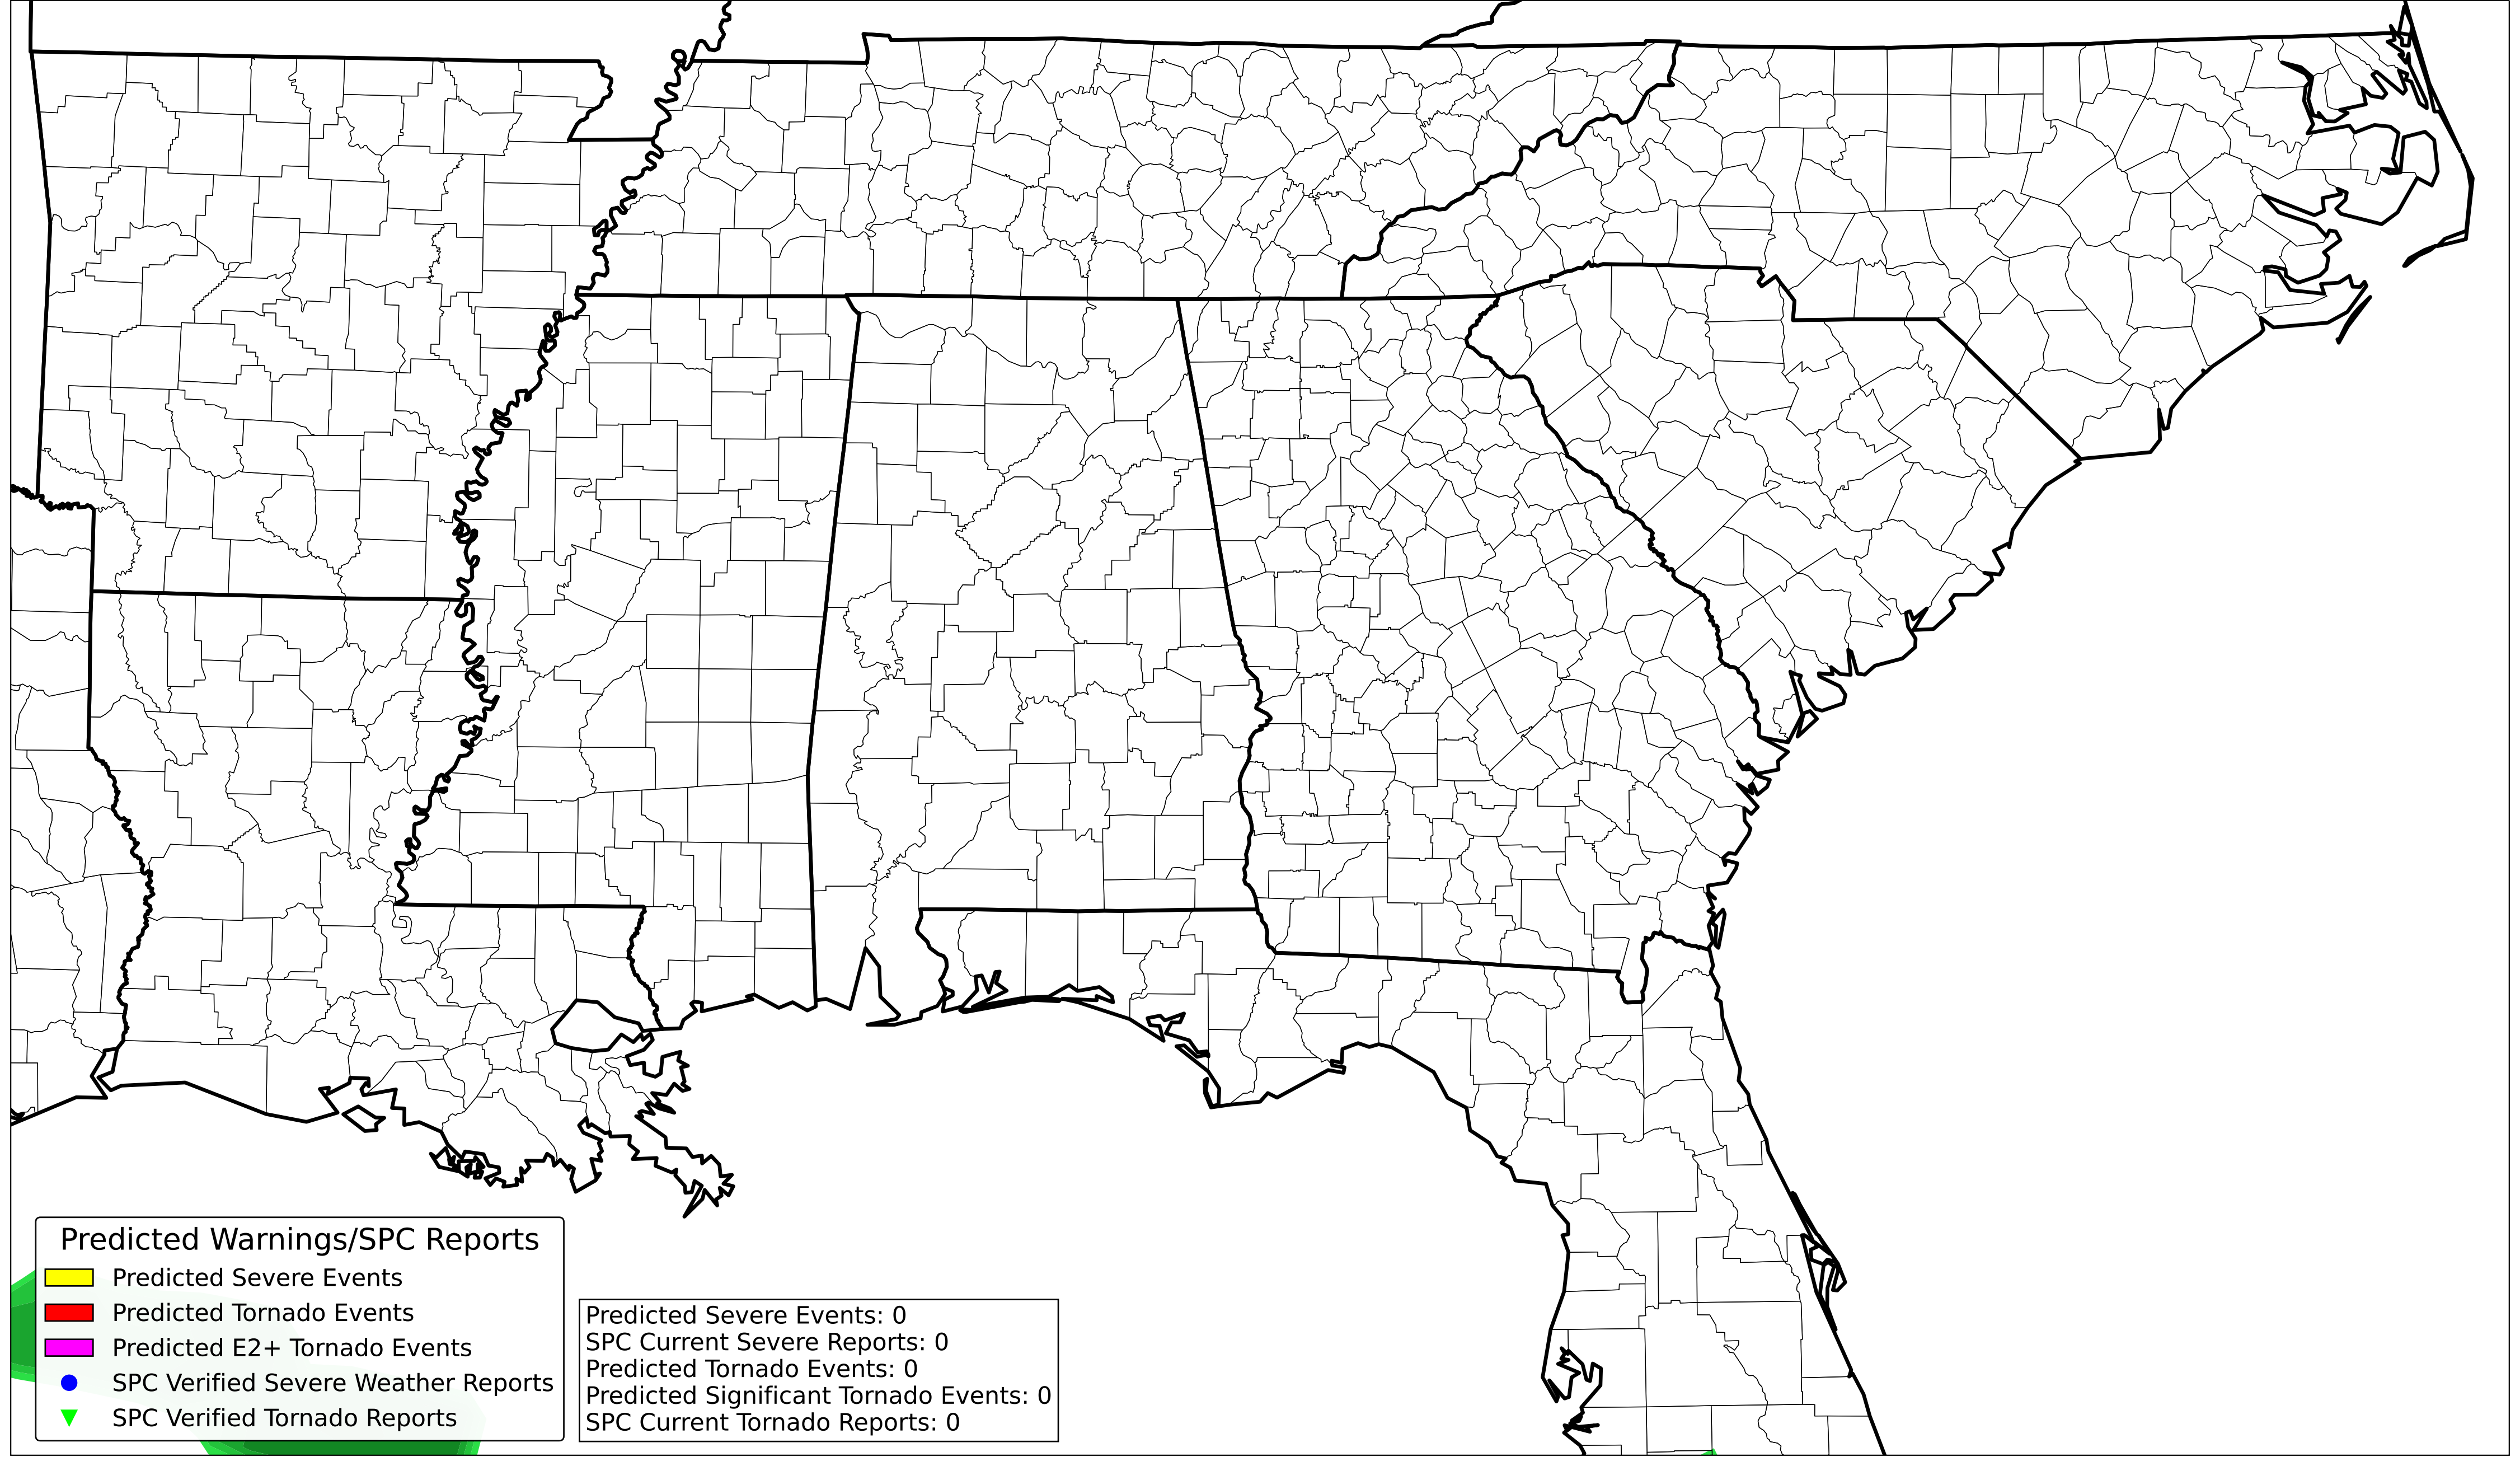 Predicted Warnings/SPC Reports
Predicted Severe Events
Predicted Tornado Events
Predicted E2+ Tornado Events
SPC Verified Severe Weather Reports
SPC Verified Tornado Reports
Predicted Severe Events: 0
SPC Current Severe Reports: 0
Predicted Tornado Events: 0
Predicted Significant Tornado Events: 0
SPC Current Tornado Reports: 0